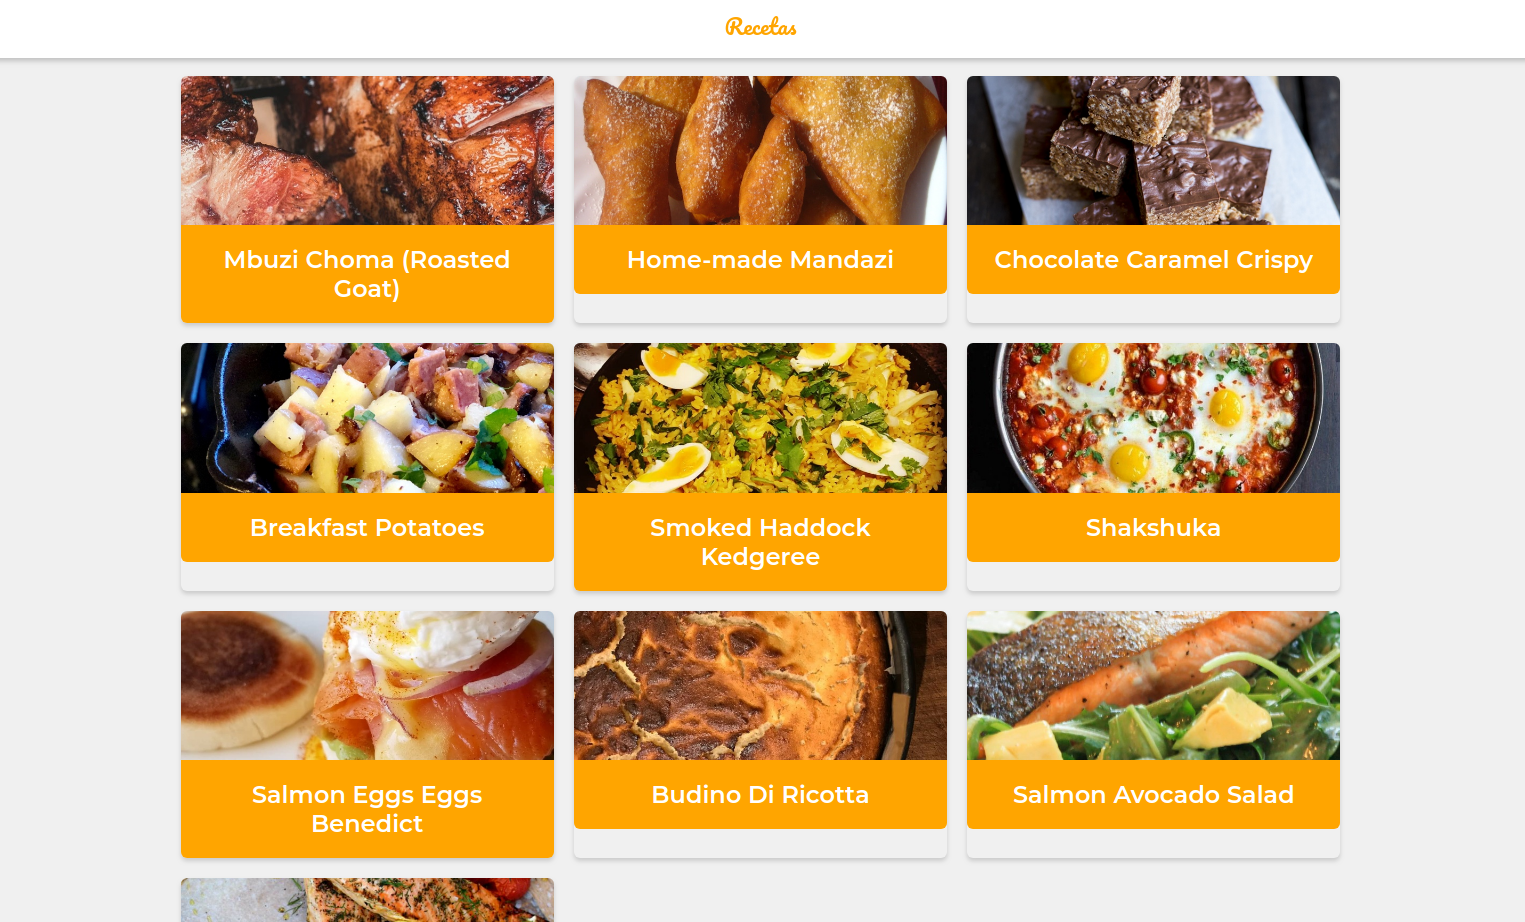 Recetas
Mbuzi Choma (Roasted
Goat)
Home-made Mandazi
Chocolate Caramel Crispy
Breakfast Potatoes
Smoked Haddock
Kedgeree
Shakshuka
Salmon Eggs Eggs
Benedict
Budino Di Ricotta
Salmon Avocado Salad